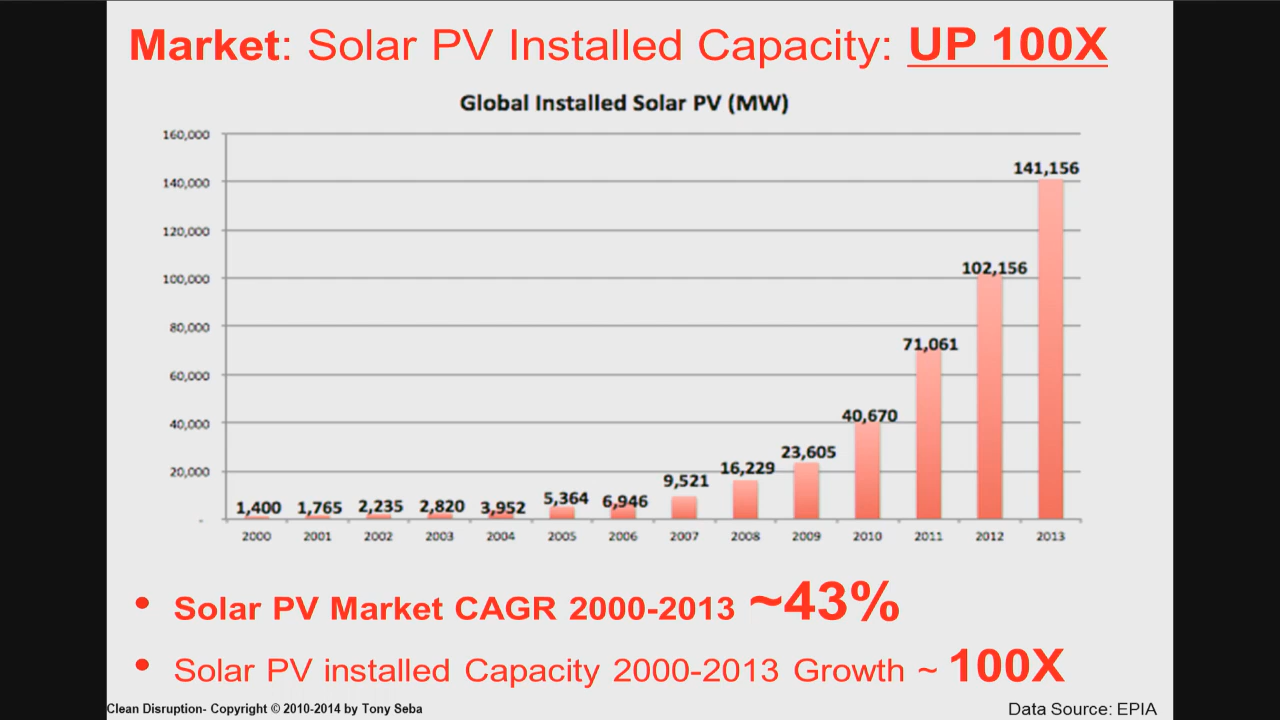 Market: Solar PV Installed Capacity: UP 100X
Global Installed Solar PV (MW)
160,000
140,000
120,000
100,000
80,000
60,000
40,000
20,000
-
1,400 1,765 2,235 2,820 3,952 5,364 6,946 9,521 16,229 23,605 40,670 71,061 102,156 141,156
2000 2001 2002 2003 2004 2005 2006 2007 2008 2009 2010 2011 2012 2013
• Solar PV Market CAGR 2000-2013 ~43%
• Solar PV installed Capacity 2000-2013 Growth ~ 100X
Clean Disruption- Copyright © 2010-2014 by Tony Seba
Data Source: EPIA